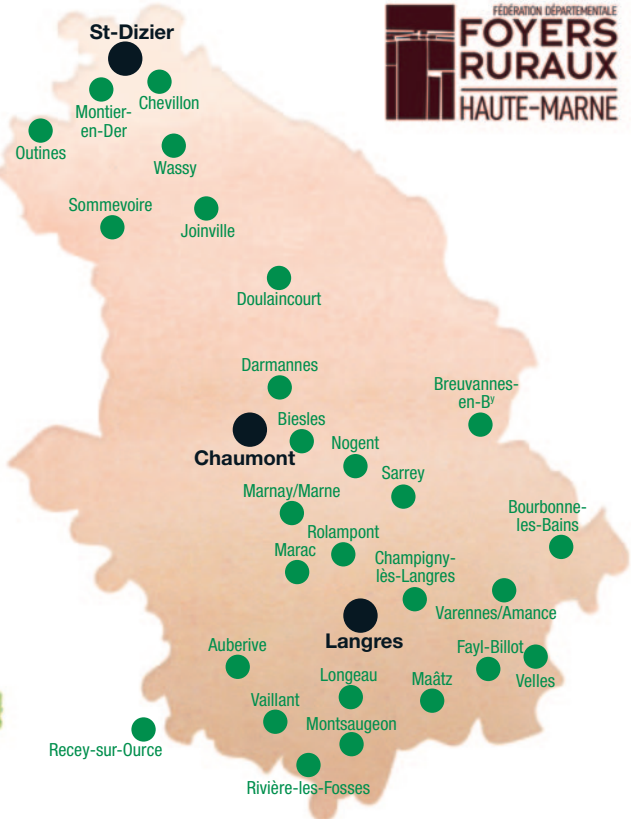 FÉDÉRATION DÉPARTEMENTALE
FOYERS
RURAUX
HAUTE-MARNE
St-Dizier
Montier-
en-Der
Chevillon
Outines
Wassy
Sommevoire
Joinville
Doulaincourt
Darmannes
Breuvannes-
en-Bʸ
Biesles
Chaumont
Nogent
Sarrey
Marnay/Marne
Bourbonne-
les-Bains
Rolampont
Marac
Champigny-
lès-Langres
Varennes/Amance
Langres
Auberive
Fayl-Billot
Velles
Longeau
Maâtz
Vaillant
Montsaugeon
Recey-sur-Ource
Rivière-les-Fosses